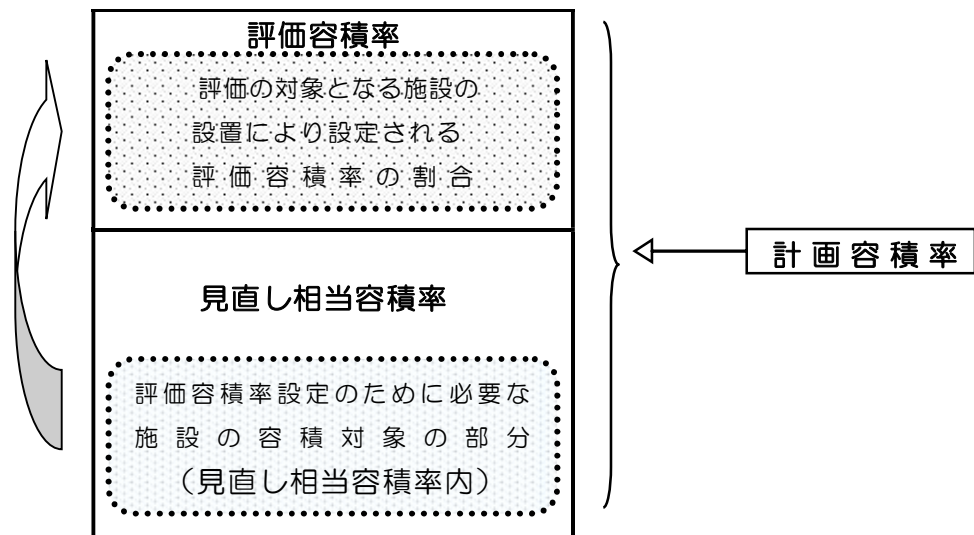 評価容積率
評価の対象となる施設の
設置により設定される
評価容積率の割合
計画容積率
見直し相当容積率
評価容積率設定のために必要な
施設の容積対象の部分
（見直し相当容積率内）